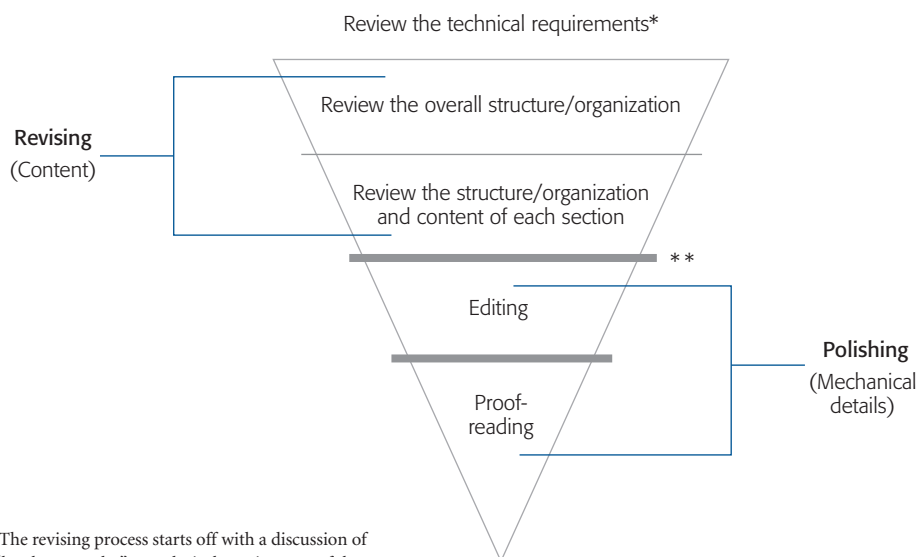 Review the technical requirements*
Review the overall structure/organization
Revising
(Content)
Review the structure/organization
and content of each section
**
Editing
Polishing
(Mechanical
details)
Proof-
reading
The revising process starts off with a discussion of